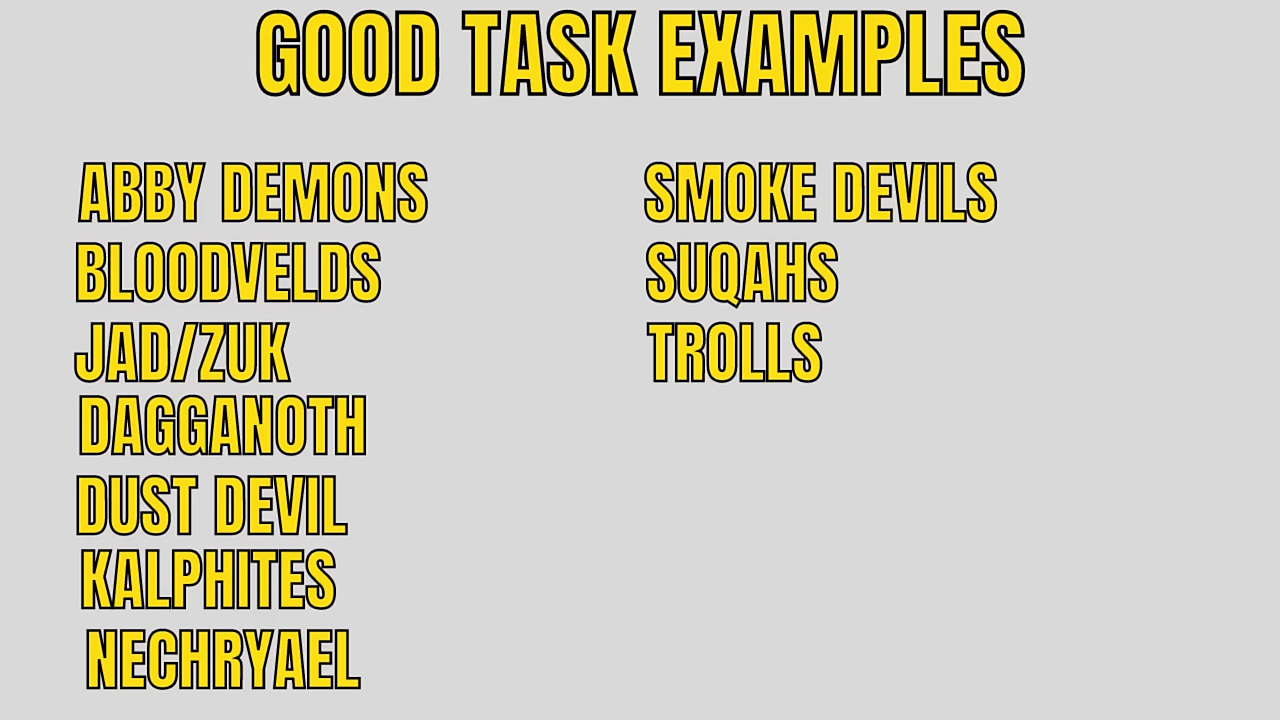 GOOD TASK EXAMPLES
ABBY DEMONS
BLOODVELDS
JAD/ZUK
DAGGANOTH
DUST DEVIL
KALPHITES
NECHRYAEL
SMOKE DEVILS
SUQAHS
TROLLS